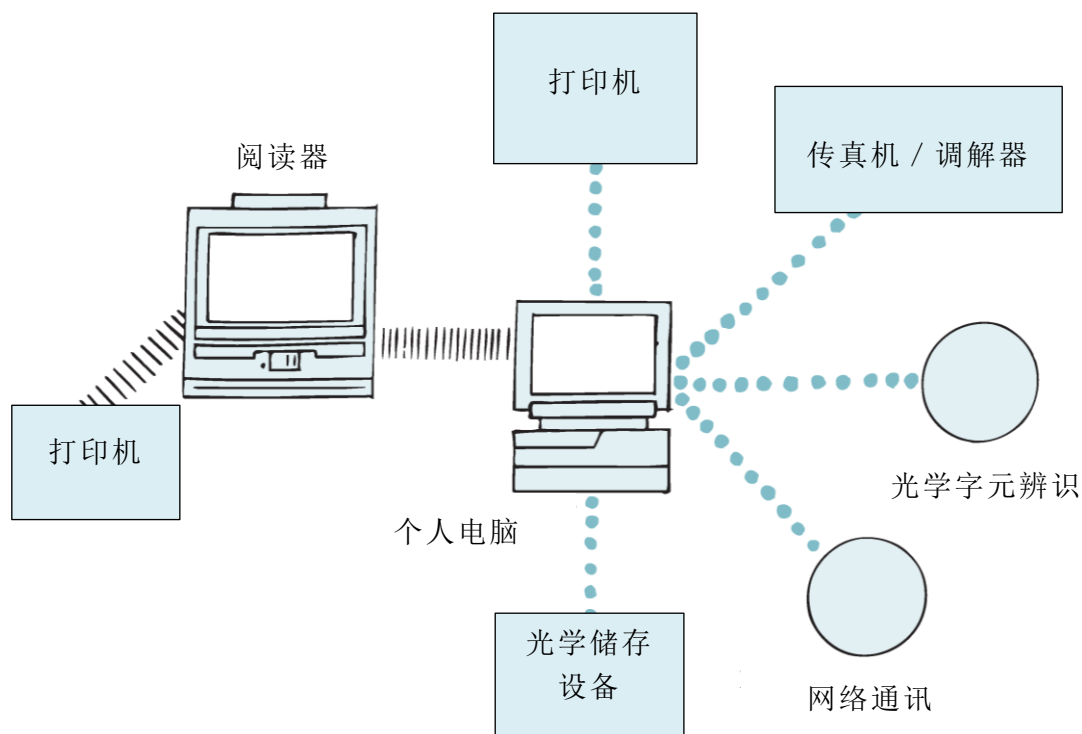 打印机
阅读器
传真机 / 调解器
打印机
光学字元辨识
个人电脑
光学储存
设备
网络通讯